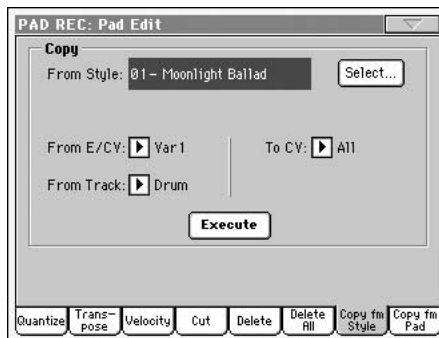 PAD REC: Pad Edit
Copy
From Style: 01- Moonlight Ballad Select...
From E/CV: Var1 To CV: All
From Track: Drum
Execute
Quantize Trans-pose Velocity Cut Delete Delete All Copy fm Style Copy fm Pad